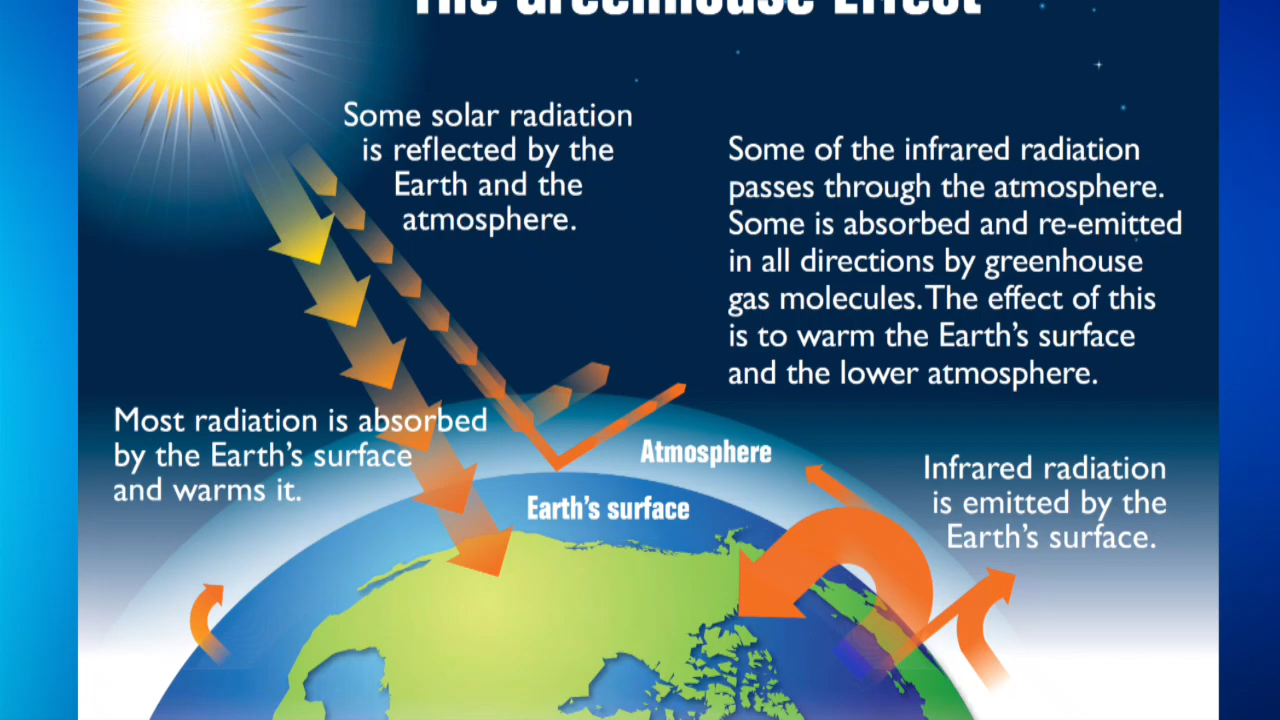 The Greenhouse Effect
Some solar radiation
is reflected by the
Earth and the
atmosphere.
Some of the infrared radiation
passes through the atmosphere.
Some is absorbed and re-emitted
in all directions by greenhouse
gas molecules. The effect of this
is to warm the Earth's surface
and the lower atmosphere.
Most radiation is absorbed
by the Earth's surface
and warms it.
Atmosphere
Earth's surface
Infrared radiation
is emitted by the
Earth's surface.